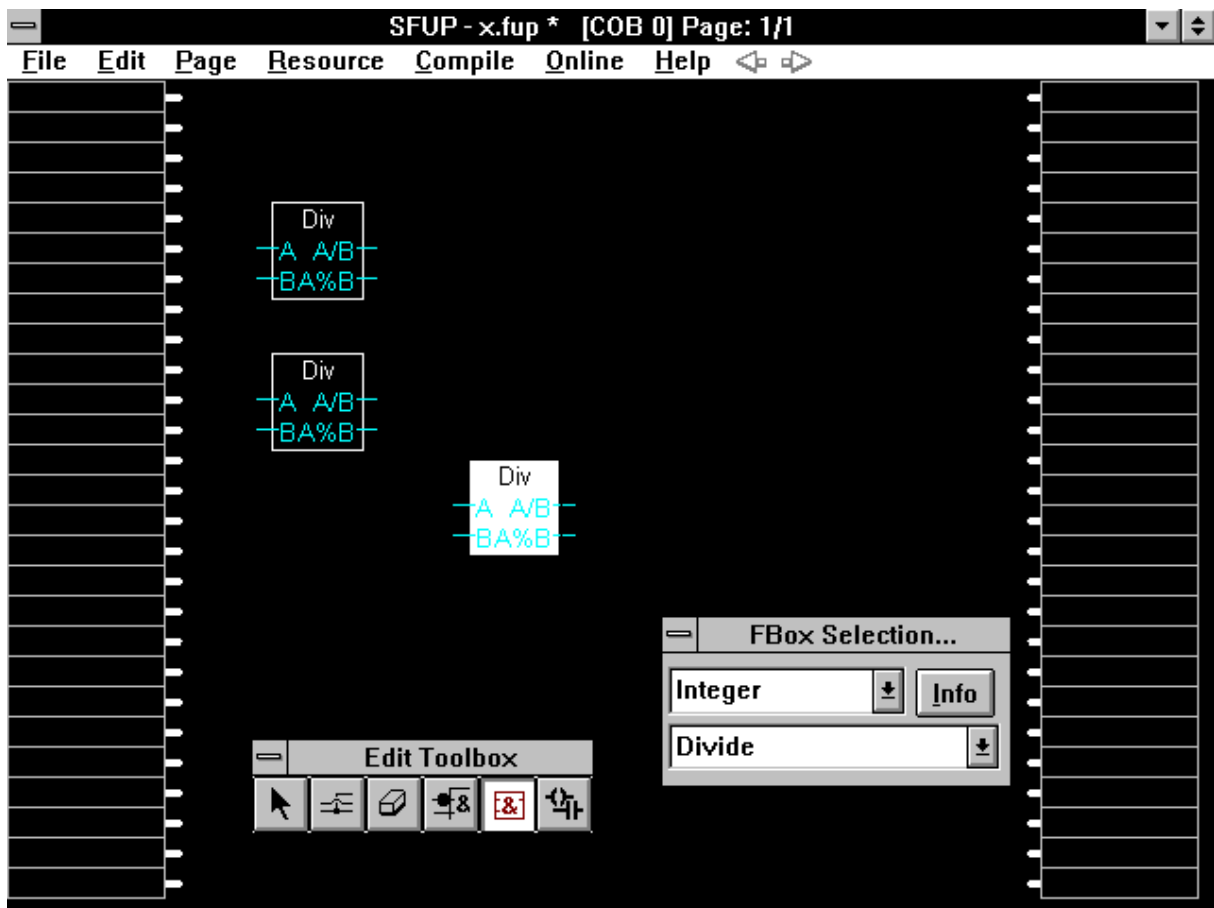 SFUP - x.fup * [COB 0] Page: 1/1
File Edit Page Resource Compile Online Help
Div
A A/B
BA%B
Div
A A/B
BA%B
Div
A A/B
BA%B
FBox Selection...
Integer Info
Divide
Edit Toolbox
&
&